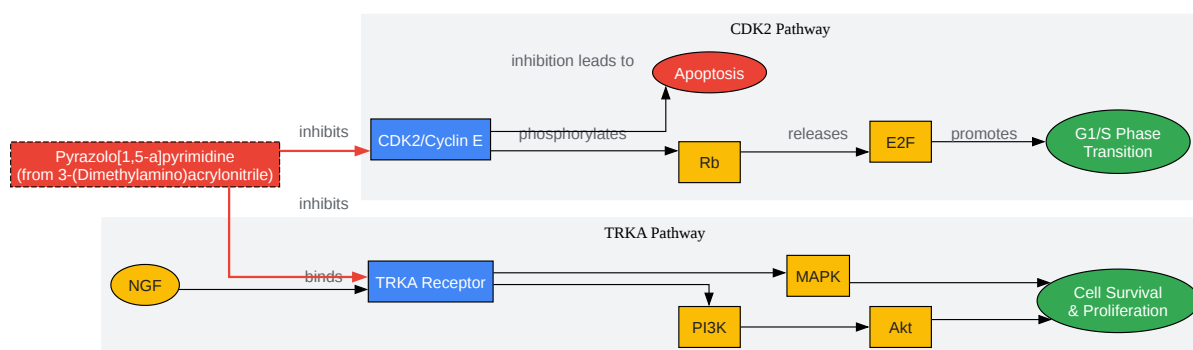 CDK2 Pathway
inhibition leads to
Apoptosis
inhibits
CDK2/Cyclin E
phosphorylates
Rb
releases
E2F
promotes
G1/S Phase
Transition
Pyrazolo[1,5-a]pyrimidine
(from 3-(Dimethylamino)acrylonitrile)
inhibits
TRKA Pathway
NGF
binds
TRKA Receptor
MAPK
PI3K
Akt
Cell Survival
& Proliferation